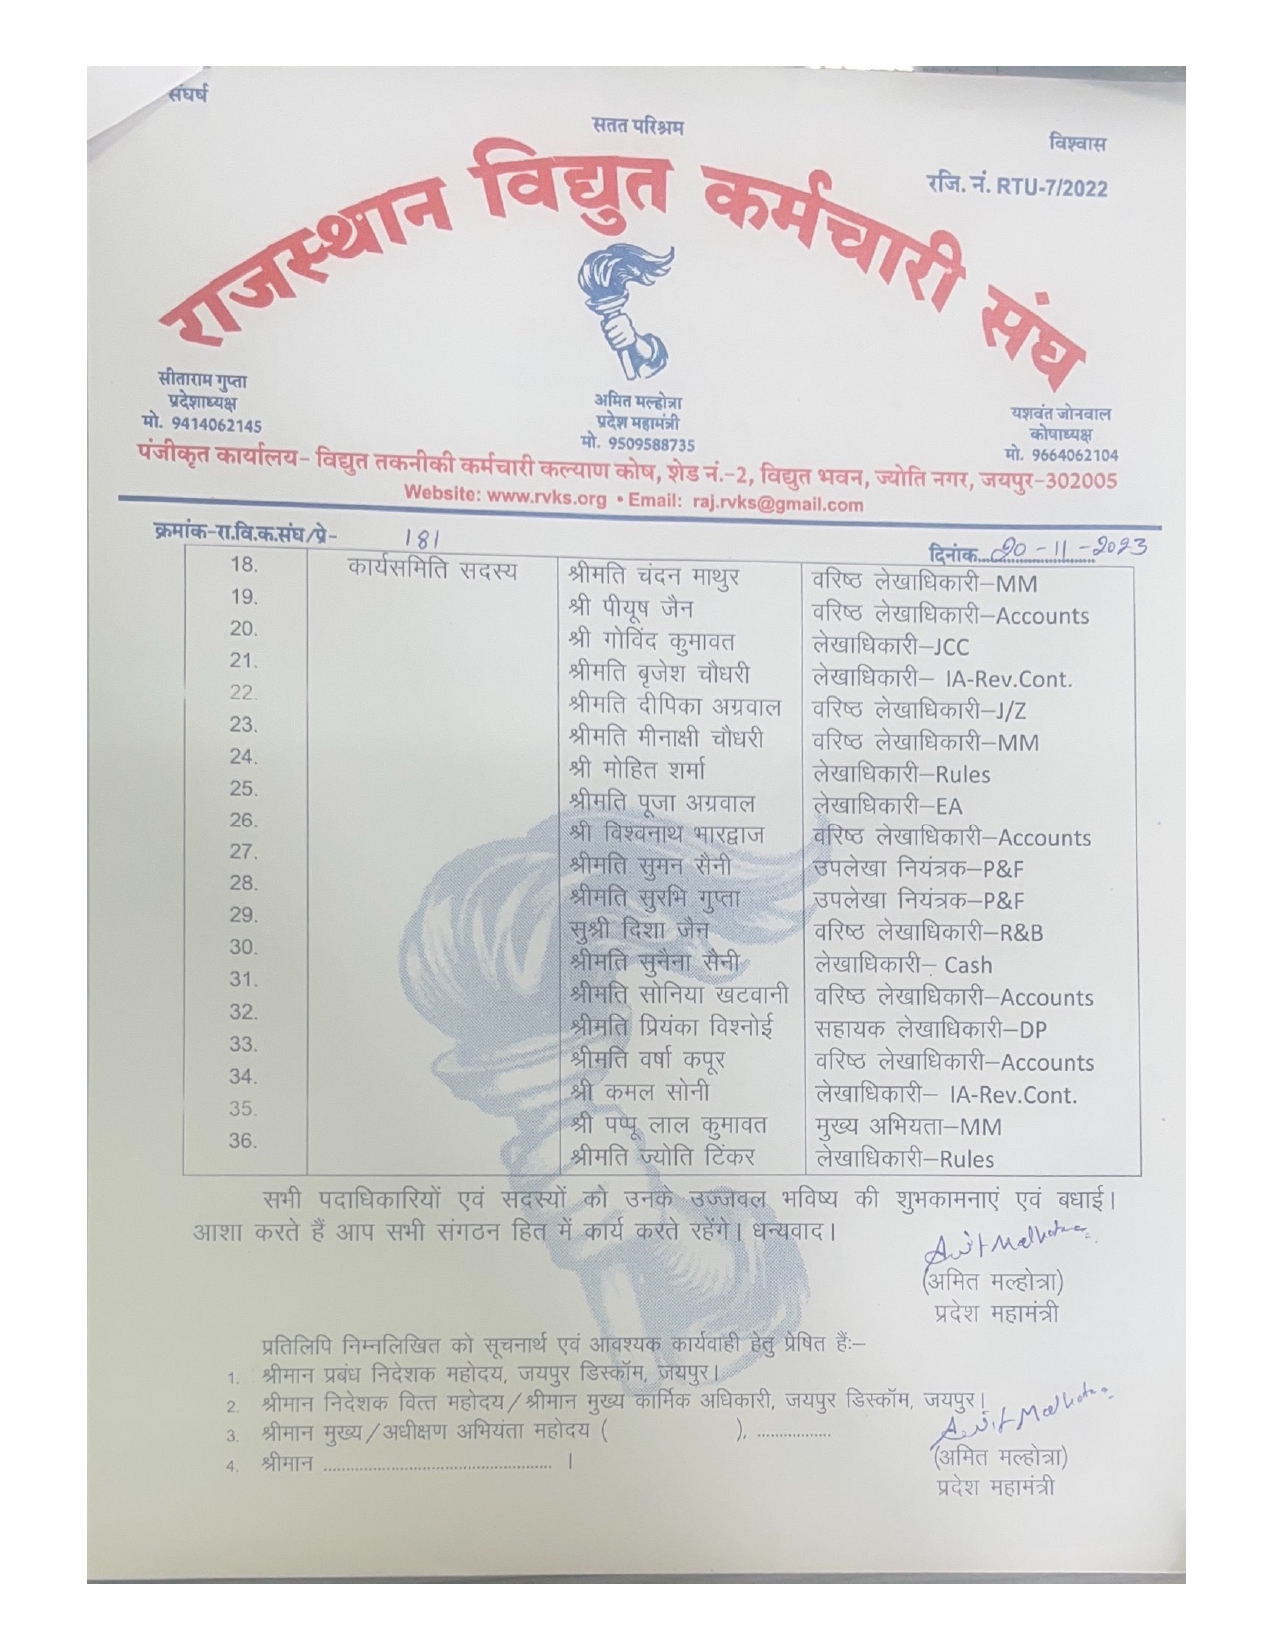 संघर्ष
सतत परिश्रम
विश्वास
रजि. नं. RTU-7/2022
राजस्थान विद्युत कर्मचारी संघ
सीताराम गुप्ता
प्रदेशाध्यक्ष
मो. 9414062145
अमित मल्होत्रा
प्रदेश महामंत्री
मो. 9509588735
यशवंत जोनवाल
कोषाध्यक्ष
मो. 9664062104
पंजीकृत कार्यालय- विद्युत तकनीकी कर्मचारी कल्याण कोष, शेड नं.-2, विद्युत भवन, ज्योति नगर, जयपुर-302005
Website: www.rvks.org • Email: raj.rvks@gmail.com
क्रमांक-रा.वि.क.संघ/प्रे- 181
दिनांक... 20-11-2023
18. कार्यसमिति सदस्य श्रीमति चंदन माथुर वरिष्ठ लेखाधिकारी–MM
19. श्री पीयूष जैन वरिष्ठ लेखाधिकारी–Accounts
20. श्री गोविंद कुमावत लेखाधिकारी–JCC
21. श्रीमति बृजेश चौधरी लेखाधिकारी– IA-Rev.Cont.
22. श्रीमति दीपिका अग्रवाल वरिष्ठ लेखाधिकारी–J/Z
23. श्रीमति मीनाक्षी चौधरी वरिष्ठ लेखाधिकारी–MM
24. श्री मोहित शर्मा लेखाधिकारी–Rules
25. श्रीमति पूजा अग्रवाल लेखाधिकारी–EA
26. श्री विश्वनाथ भारद्वाज वरिष्ठ लेखाधिकारी–Accounts
27. श्रीमति सुमन सैनी उपलेखा नियंत्रक–P&F
28. श्रीमति सुरभि गुप्ता उपलेखा नियंत्रक–P&F
29. सुश्री दिशा जैन वरिष्ठ लेखाधिकारी–R&B
30. श्रीमति सुनैना सैनी लेखाधिकारी– Cash
31. श्रीमति सोनिया खटवानी वरिष्ठ लेखाधिकारी–Accounts
32. श्रीमति प्रियंका विश्नोई सहायक लेखाधिकारी–DP
33. श्रीमति वर्षा कपूर वरिष्ठ लेखाधिकारी–Accounts
34. श्री कमल सोनी लेखाधिकारी– IA-Rev.Cont.
35. श्री पप्पू लाल कुमावत मुख्य अभियता–MM
36. श्रीमति ज्योति टिंकर लेखाधिकारी–Rules
सभी पदाधिकारियों एवं सदस्यों को उनके उज्जवल भविष्य की शुभकामनाएं एवं बधाई।
आशा करते हैं आप सभी संगठन हित में कार्य करते रहेंगे। धन्यवाद।
Amit Malhotra
(अमित मल्होत्रा)
प्रदेश महामंत्री
प्रतिलिपि निम्नलिखित को सूचनार्थ एवं आवश्यक कार्यवाही हेतु प्रेषित हैं:–
1. श्रीमान प्रबंध निदेशक महोदय, जयपुर डिस्कॉम, जयपुर।
2. श्रीमान निदेशक वित्त महोदय/श्रीमान मुख्य कार्मिक अधिकारी, जयपुर डिस्कॉम, जयपुर।
3. श्रीमान मुख्य/अधीक्षण अभियंता महोदय ( ), .................
4. श्रीमान .................................................... ।
Amit Malhotra
(अमित मल्होत्रा)
प्रदेश महामंत्री